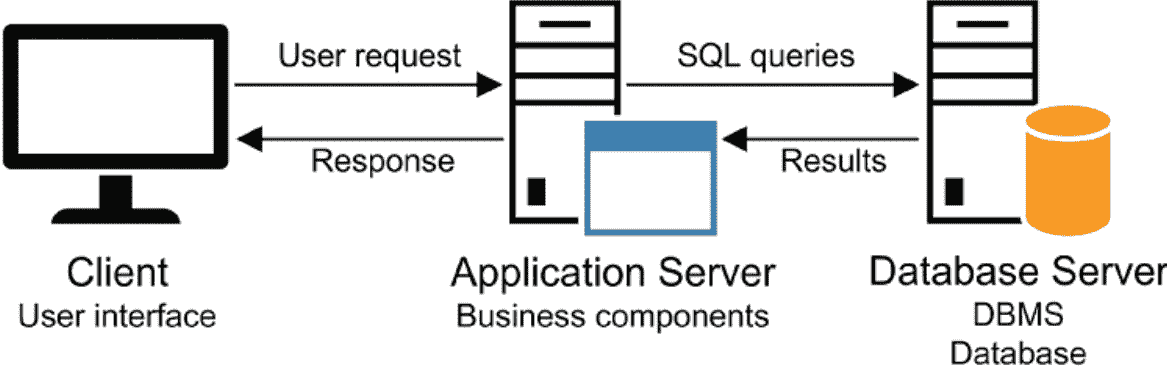 User request
SQL queries
Response
Results
Client
User interface
Application Server
Business components
Database Server
DBMS
Database